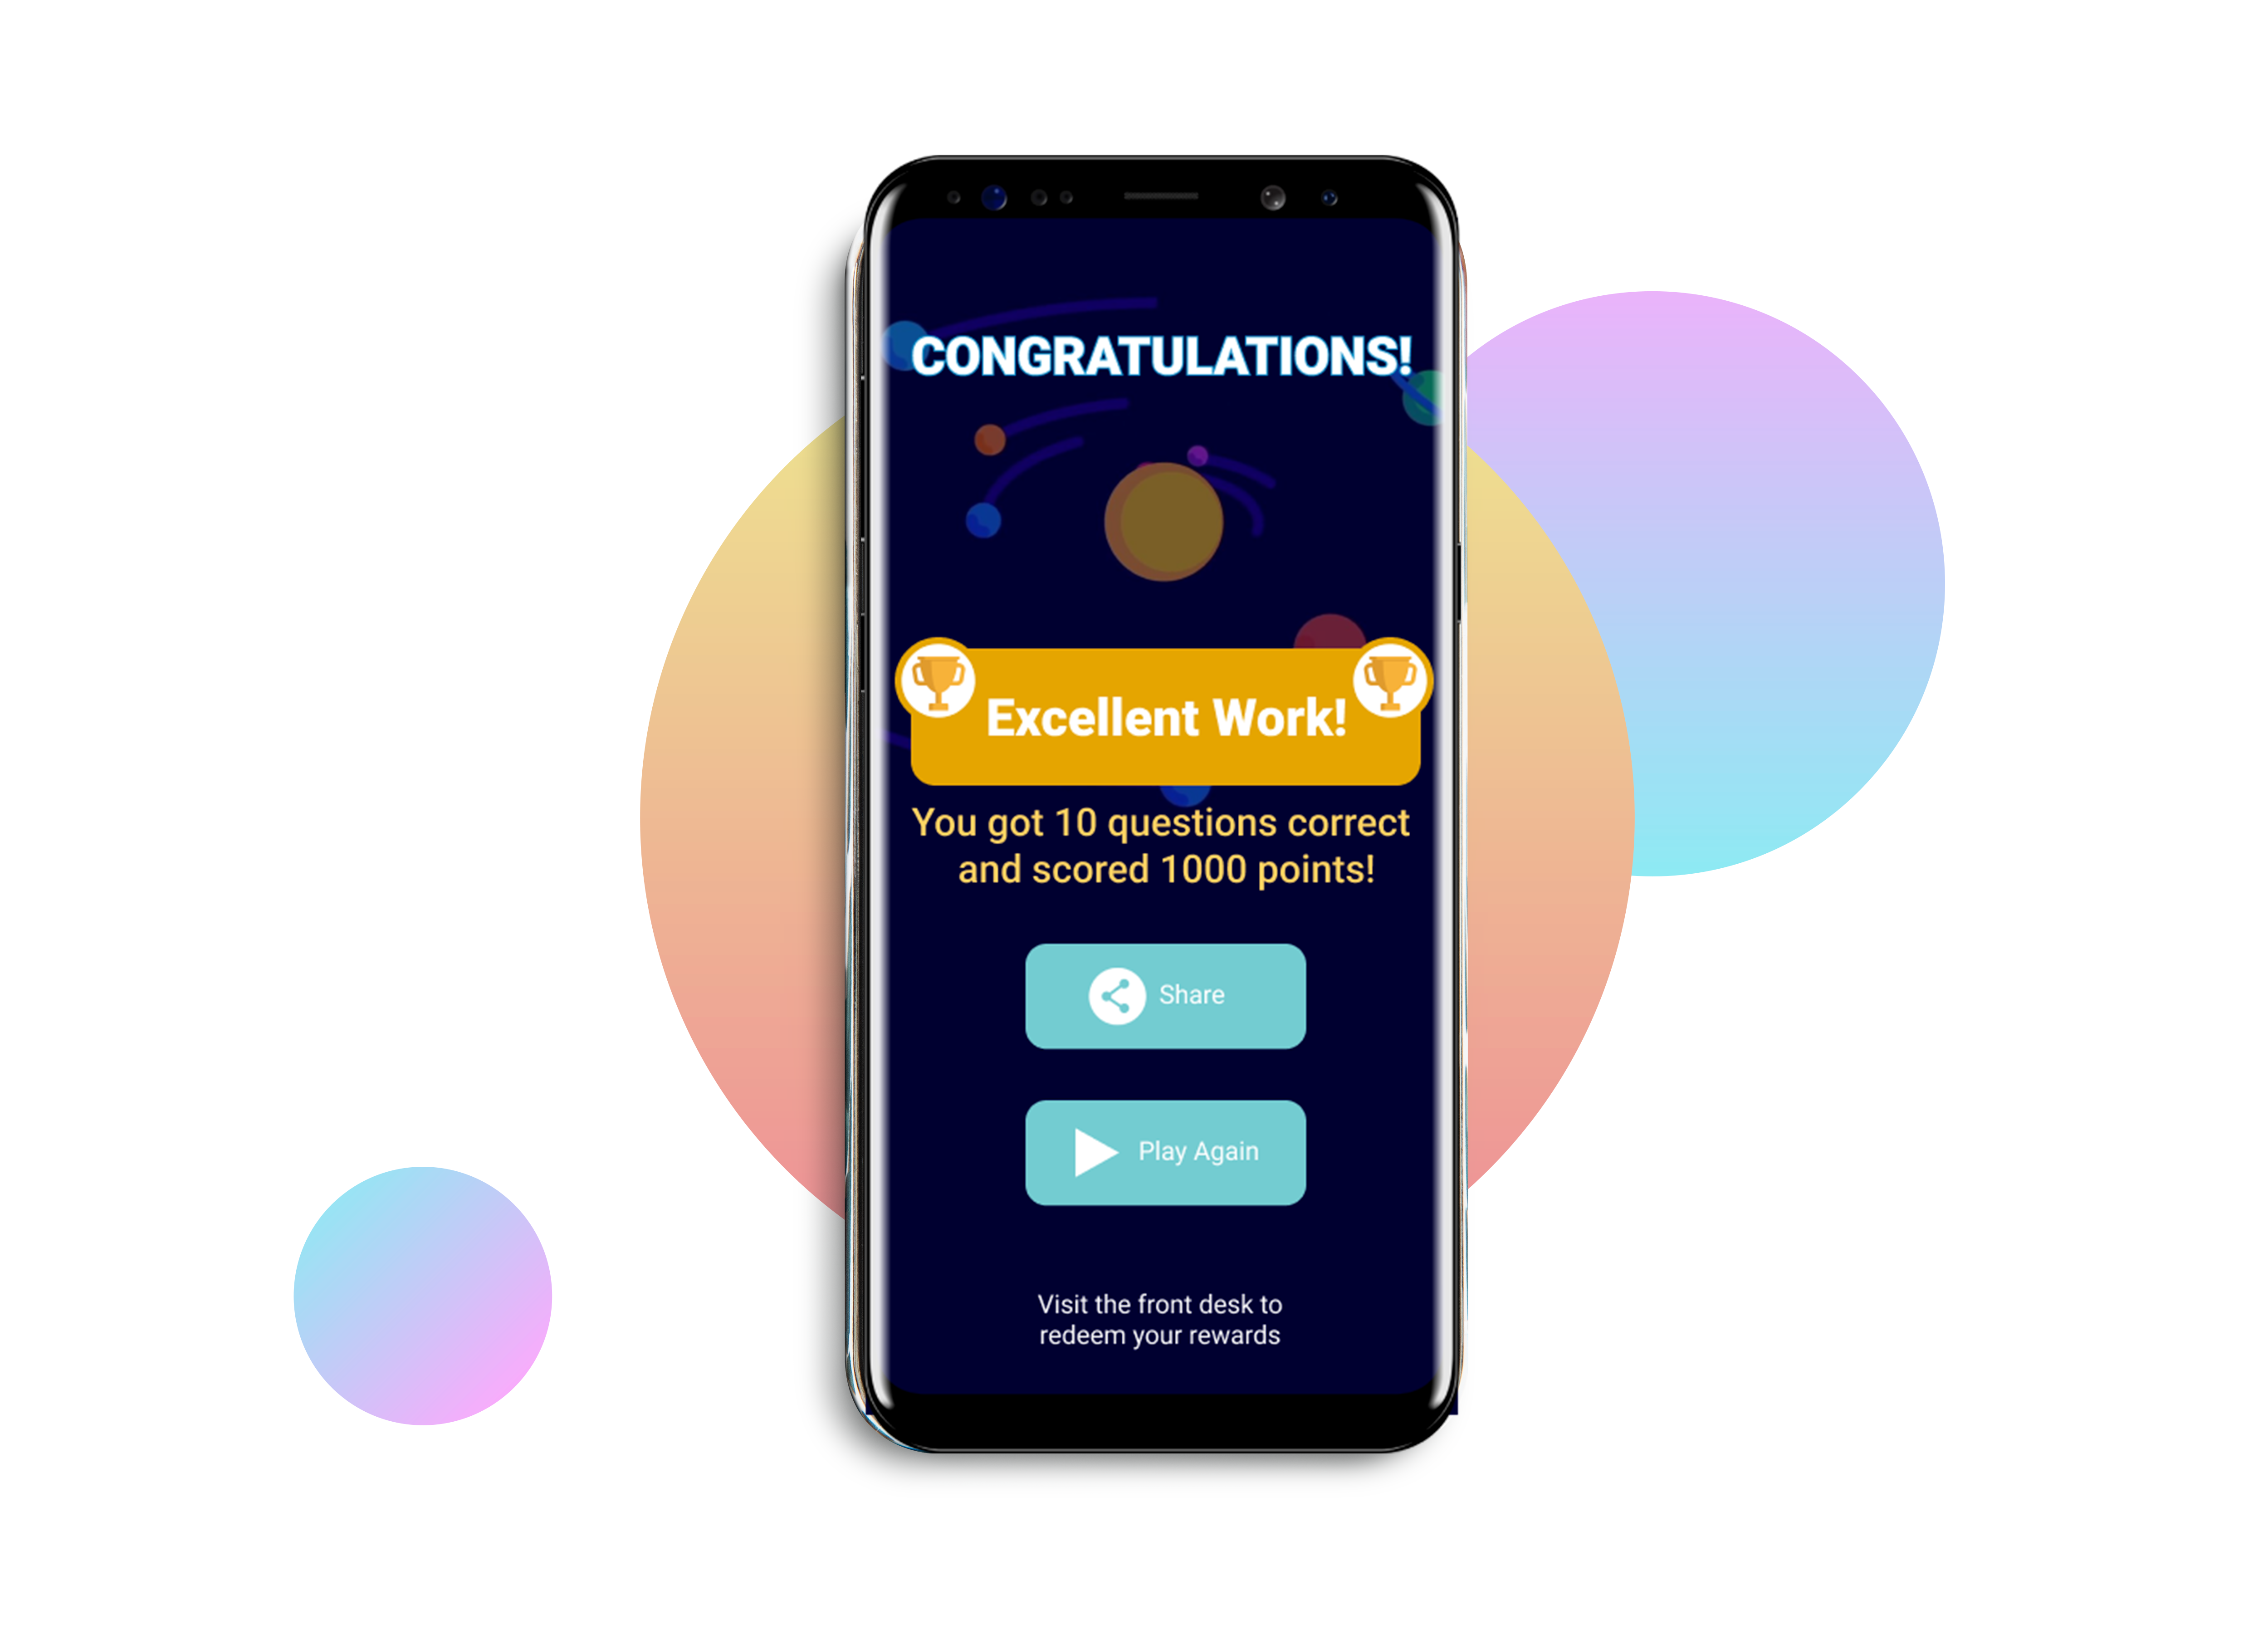 CONGRATULATIONS!
Excellent Work!
You got 10 questions correct
and scored 1000 points!
Share
Play Again
Visit the front desk to
redeem your rewards